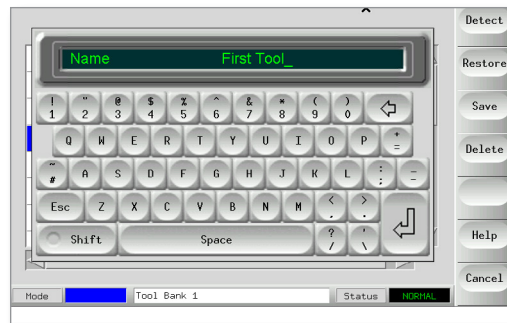 Detect
Name First Tool_
Restore
! " @ $ % ^ & * ( )
1 2 3 4 5 6 7 8 9 0
Save
Q W E R T Y U I O P + =
Delete
~ # A S D F G H J K L : ; _
Esc Z X C V B N M < , > .
Shift Space ? / ' \
Help
Cancel
Mode Tool Bank 1 Status NORMAL